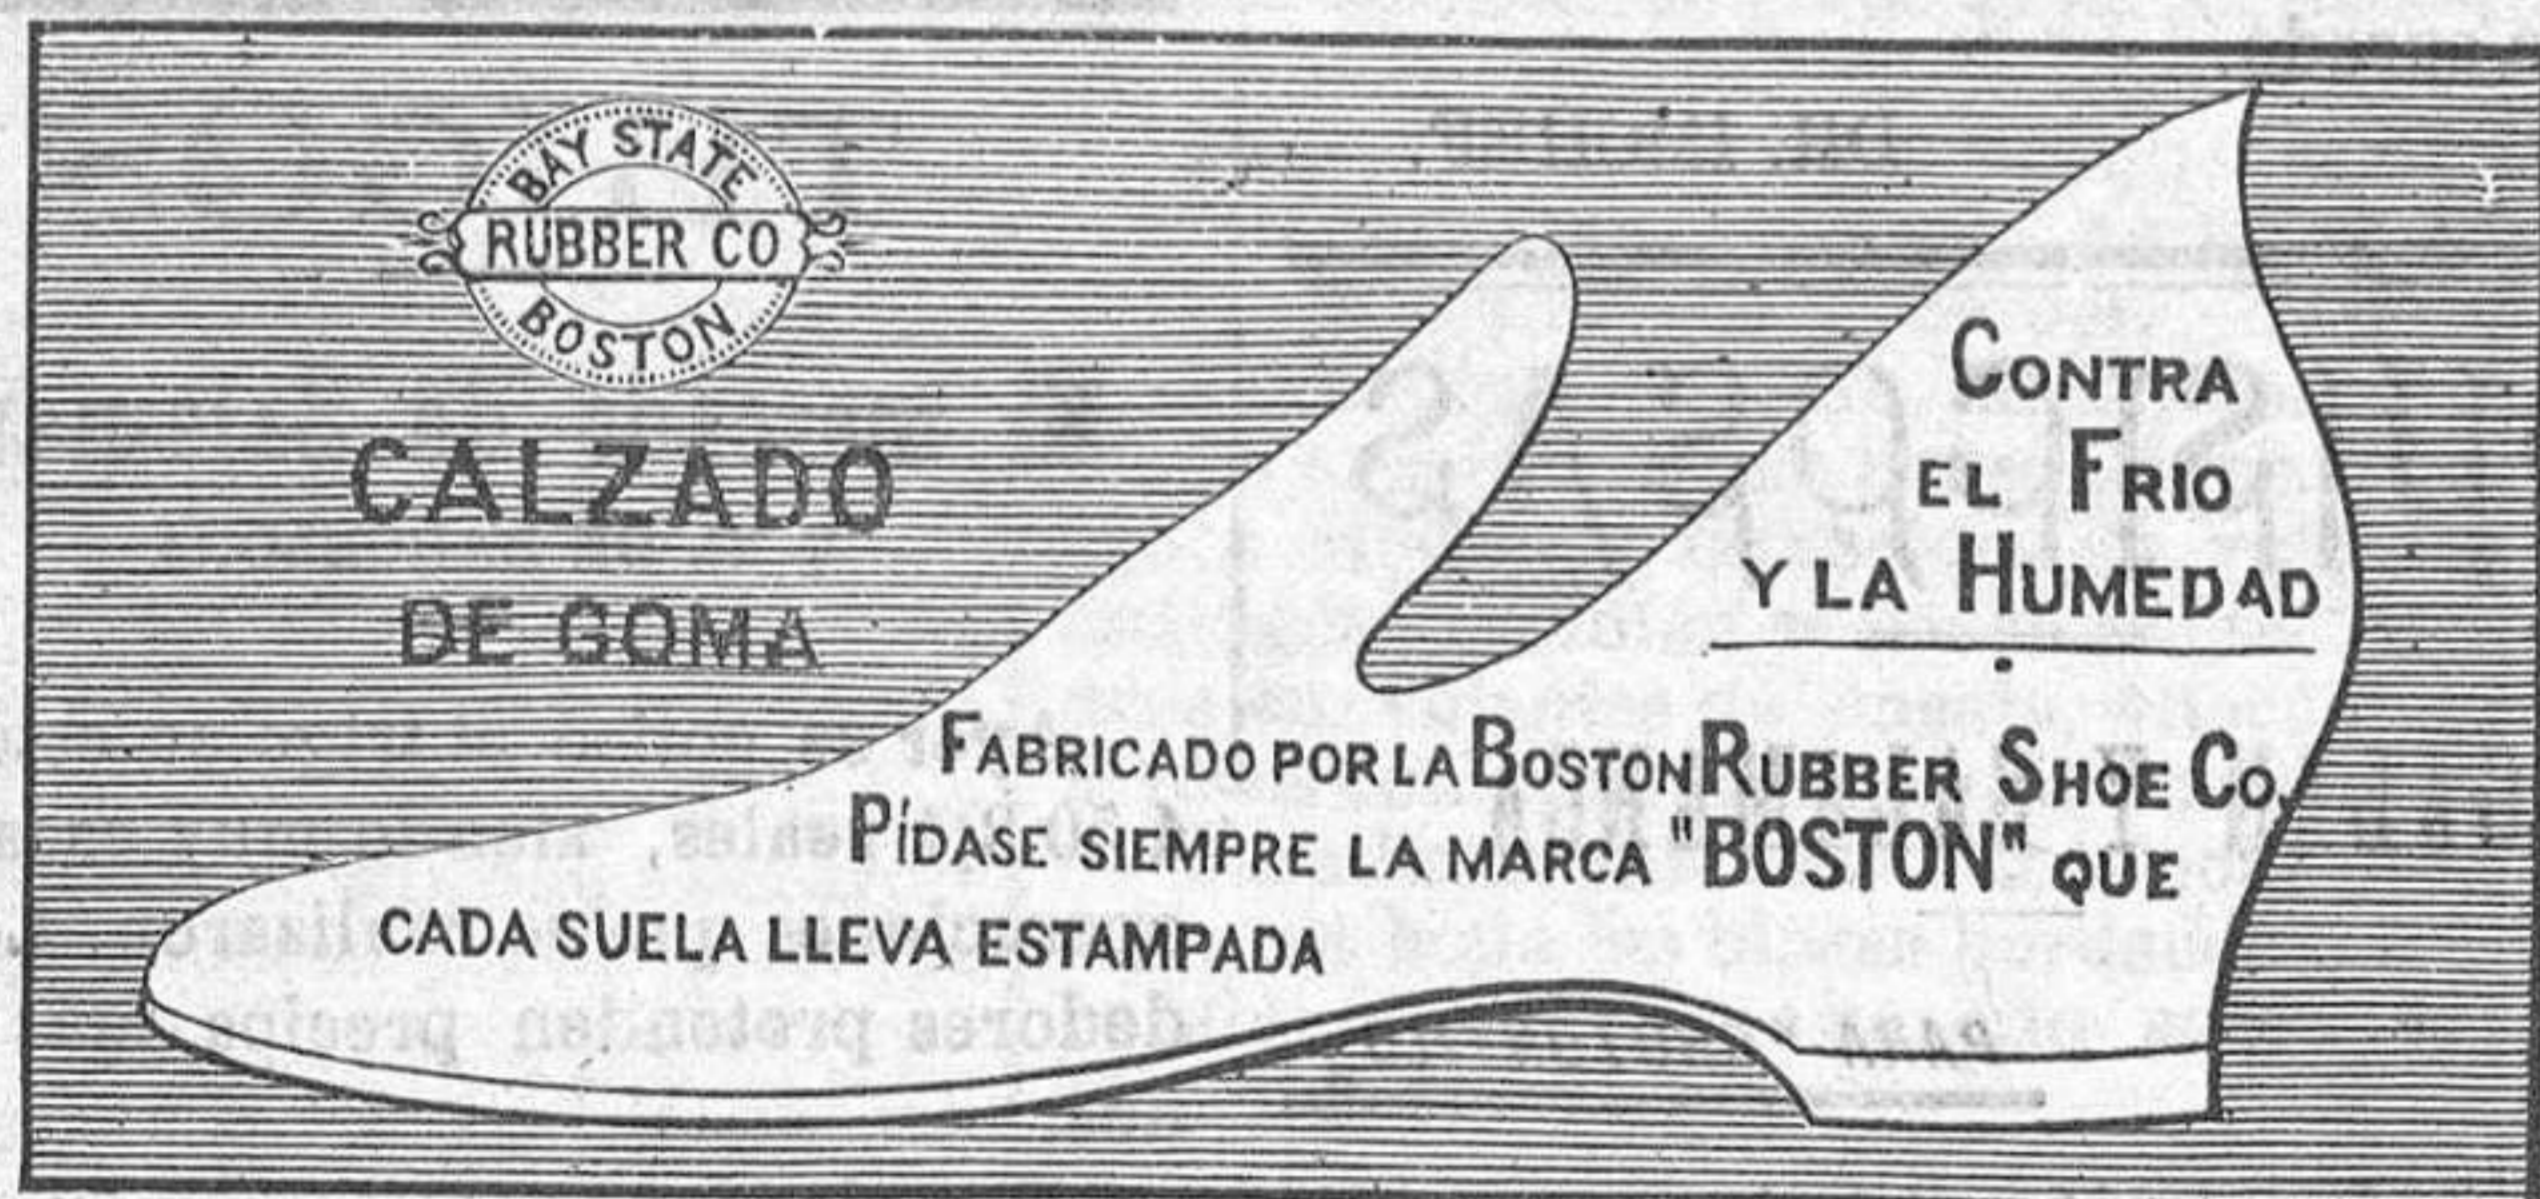 BAY STATE
RUBBER CO
BOSTON
CALZADO
DE GOMA
CONTRA
EL FRIO
Y LA HUMEDAD
FABRICADO POR LA BOSTON RUBBER SHOE CO.
PÍDASE SIEMPRE LA MARCA "BOSTON" QUE
CADA SUELA LLEVA ESTAMPADA